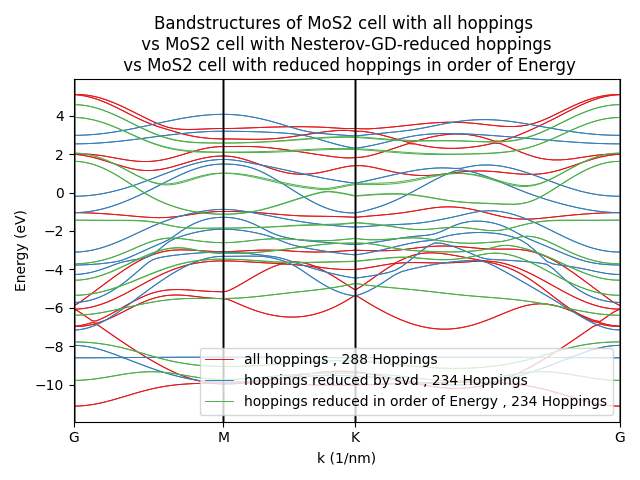 Bandstructures of MoS2 cell with all hoppings
vs MoS2 cell with Nesterov-GD-reduced hoppings
vs MoS2 cell with reduced hoppings in order of Energy
Energy (eV)
4
2
0
−2
−4
−6
−8
−10
all hoppings , 288 Hoppings
hoppings reduced by svd , 234 Hoppings
hoppings reduced in order of Energy , 234 Hoppings
G M K G
k (1/nm)